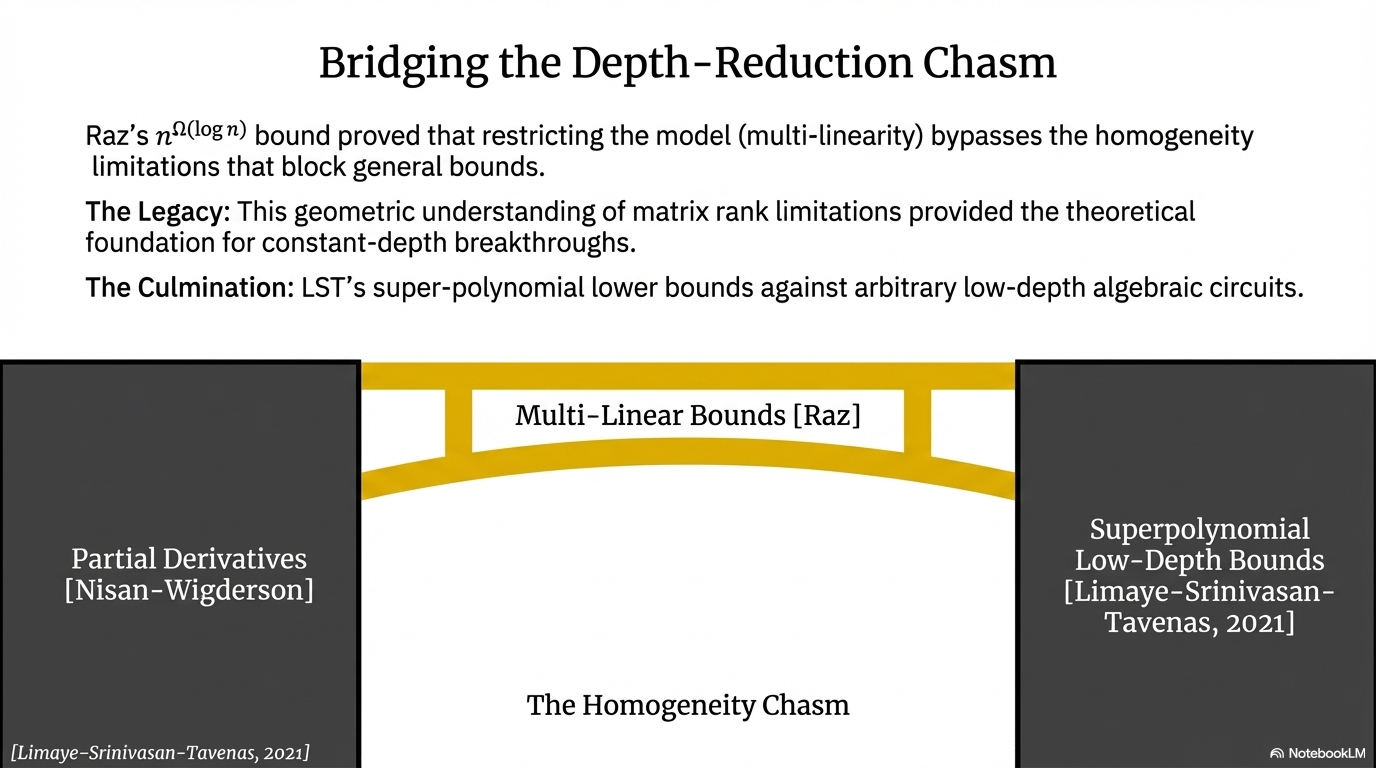 Bridging the Depth-Reduction Chasm
Raz's n^Ω(log n) bound proved that restricting the model (multi-linearity) bypasses the homogeneity
limitations that block general bounds.
The Legacy: This geometric understanding of matrix rank limitations provided the theoretical
foundation for constant-depth breakthroughs.
The Culmination: LST's super-polynomial lower bounds against arbitrary low-depth algebraic circuits.
Multi-Linear Bounds [Raz]
Partial Derivatives
[Nisan-Wigderson]
Superpolynomial
Low-Depth Bounds
[Limaye-Srinivasan-
Tavenas, 2021]
The Homogeneity Chasm
[Limaye-Srinivasan-Tavenas, 2021]
NotebookLM